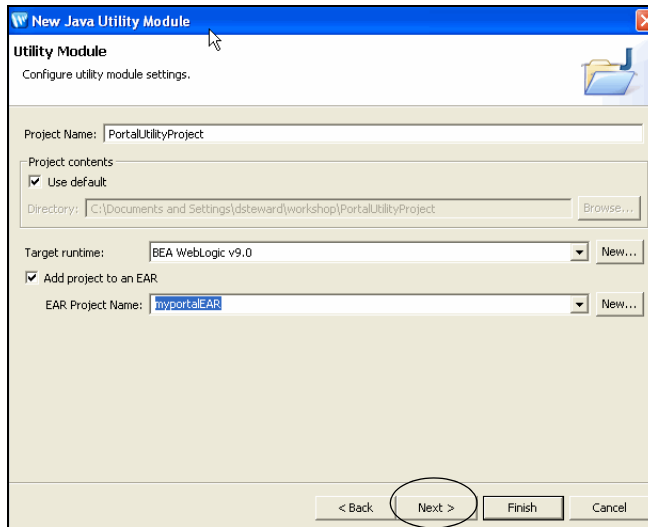 New Java Utility Module
Utility Module
Configure utility module settings.
Project Name: PortalUtilityProject
Project contents
Use default
Directory: C:\Documents and Settings\dsteward\workshop\PortalUtilityProject Browse...
Target runtime: BEA WebLogic v9.0 New...
Add project to an EAR
EAR Project Name: myportalEAR New...
< Back Next > Finish Cancel